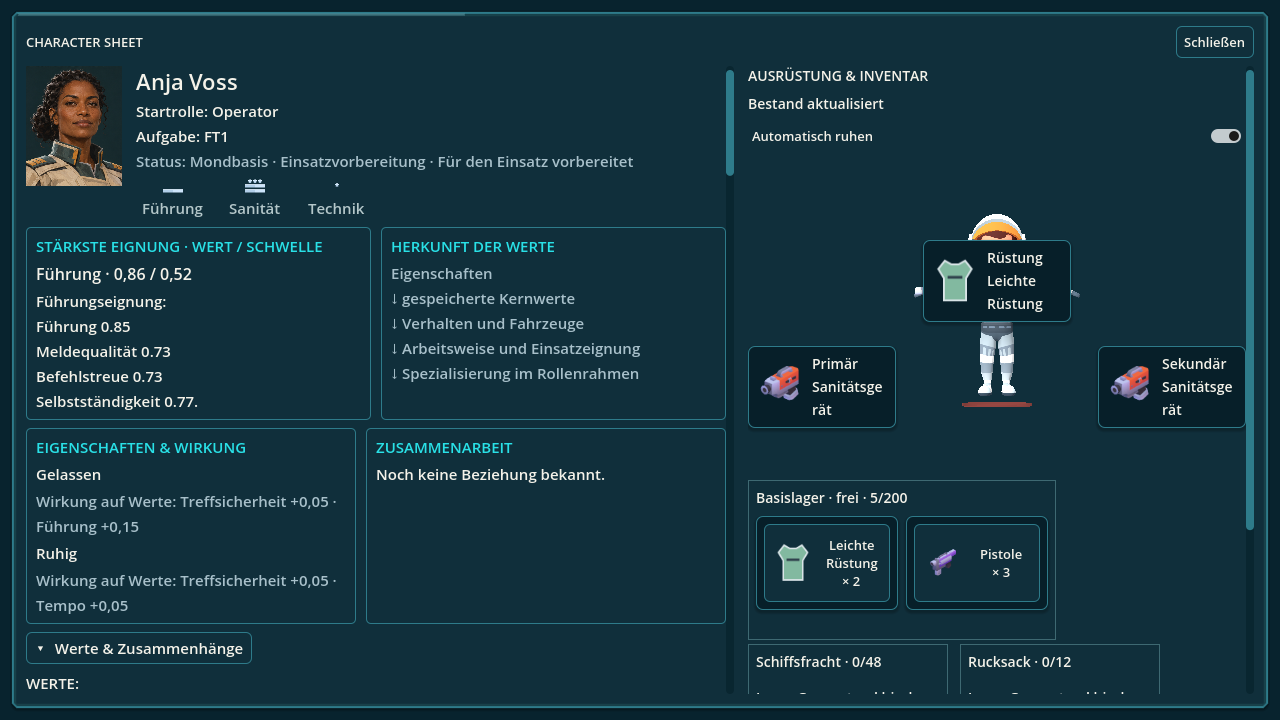 CHARACTER SHEET
Schließen
Anja Voss
Startrolle: Operator
Aufgabe: FT1
Status: Mondbasis · Einsatzvorbereitung · Für den Einsatz vorbereitet
Führung
Sanität
Technik
STÄRKSTE EIGNUNG · WERT / SCHWELLE
Führung · 0,86 / 0,52
Führungseignung:
Führung 0.85
Meldequalität 0.73
Befehlstreue 0.73
Selbstständigkeit 0.77.
HERKUNFT DER WERTE
Eigenschaften
↓ gespeicherte Kernwerte
↓ Verhalten und Fahrzeuge
↓ Arbeitsweise und Einsatzeignung
↓ Spezialisierung im Rollenrahmen
EIGENSCHAFTEN & WIRKUNG
Gelassen
Wirkung auf Werte: Treffsicherheit +0,05 ·
Führung +0,15
Ruhig
Wirkung auf Werte: Treffsicherheit +0,05 ·
Tempo +0,05
ZUSAMMENARBEIT
Noch keine Beziehung bekannt.
Werte & Zusammenhänge
WERTE:
AUSRÜSTUNG & INVENTAR
Bestand aktualisiert
Automatisch ruhen
Rüstung
Leichte
Rüstung
Primär
Sanitätsge
rät
Sekundär
Sanitätsge
rät
Basislager · frei · 5/200
Leichte
Rüstung
× 2
Pistole
× 3
Schiffsfracht · 0/48
Rucksack · 0/12